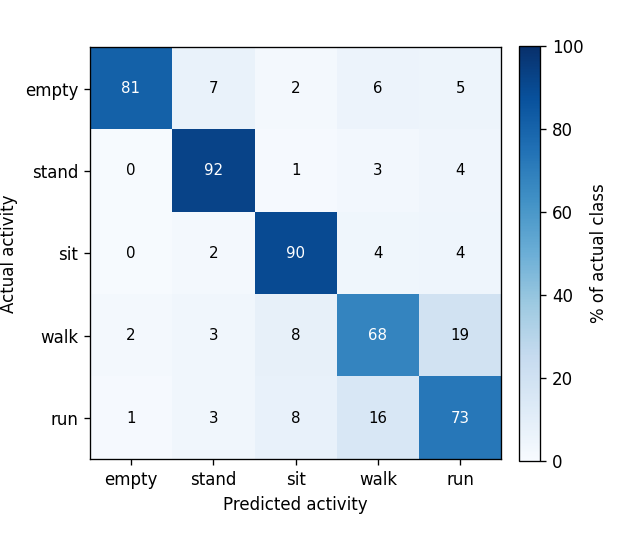 100
empty 81 7 2 6 5
80
stand 0 92 1 3 4
60
sit 0 2 90 4 4
40
walk 2 3 8 68 19
20
run 1 3 8 16 73
0
empty stand sit walk run
Predicted activity
Actual activity
% of actual class